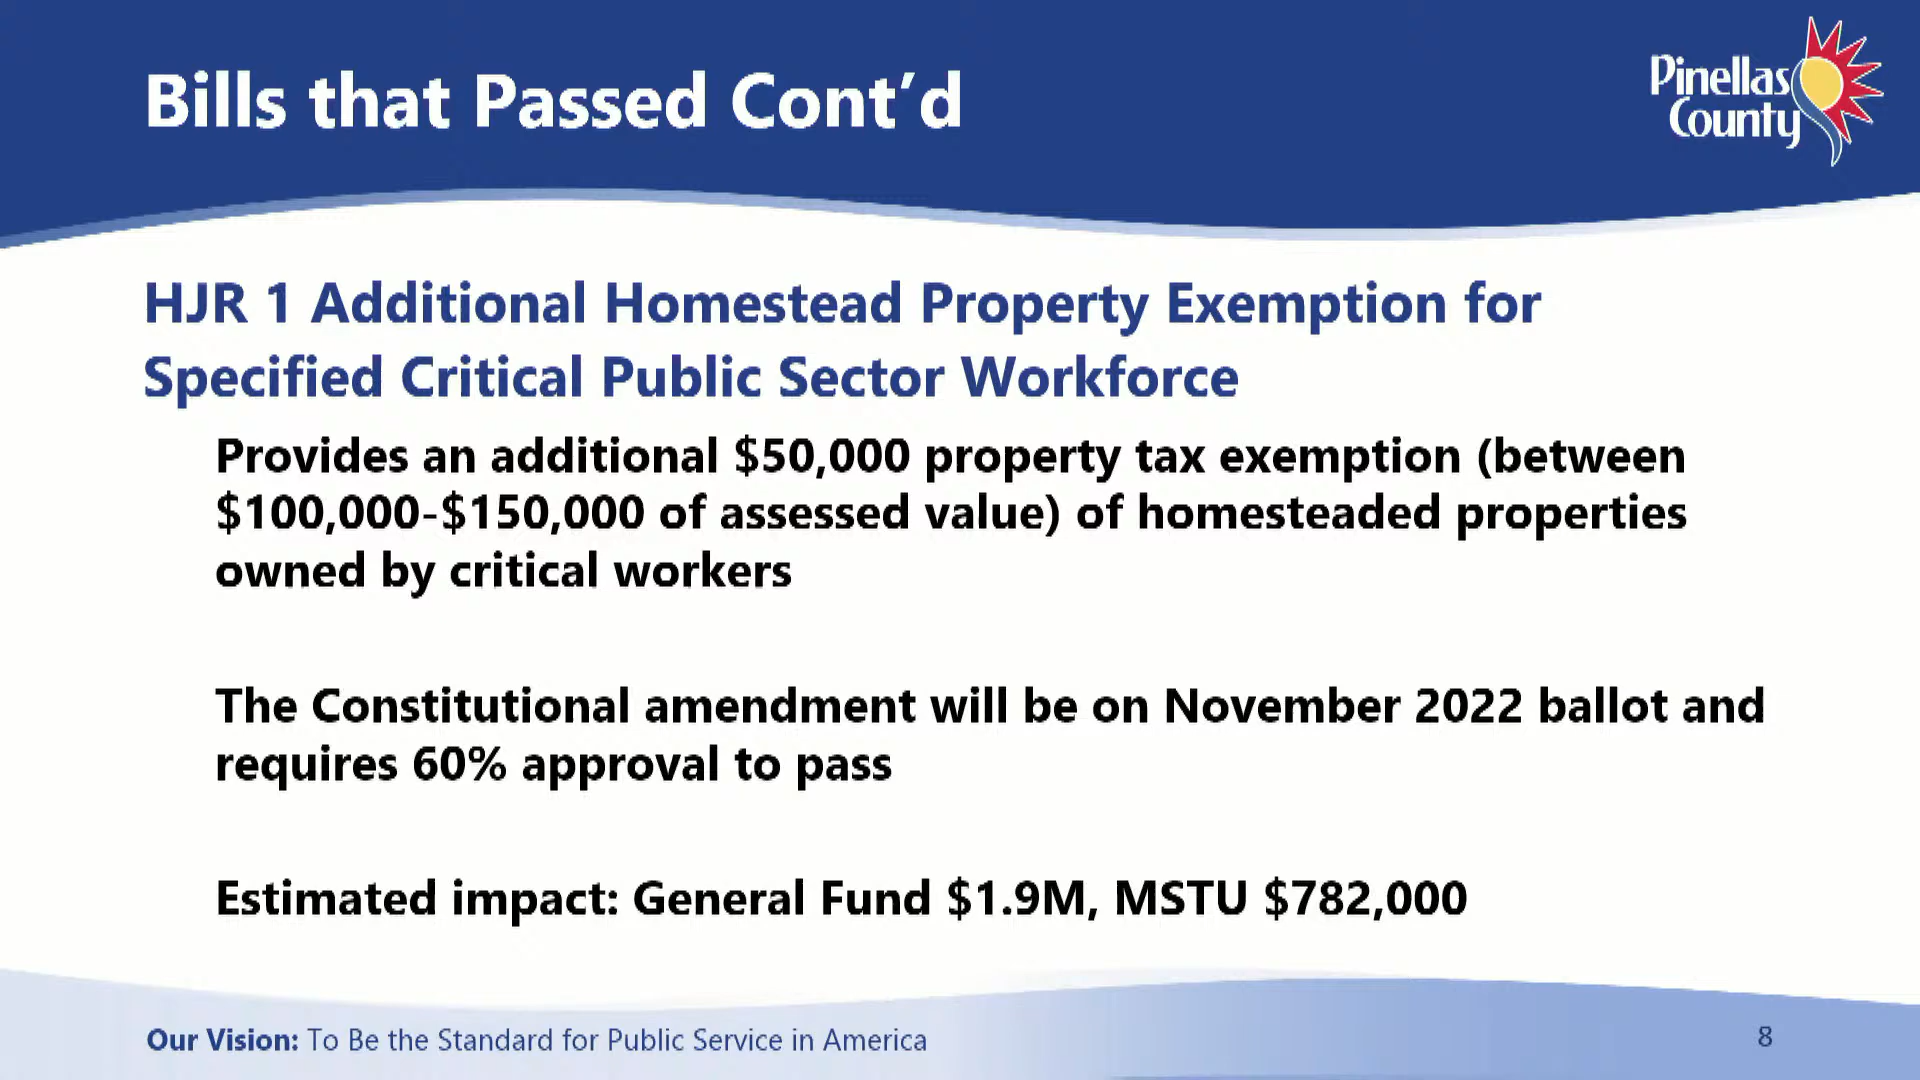 Bills that Passed Cont’d
Pinellas
County
HJR 1 Additional Homestead Property Exemption for
Specified Critical Public Sector Workforce
Provides an additional $50,000 property tax exemption (between
$100,000-$150,000 of assessed value) of homesteaded properties
owned by critical workers
The Constitutional amendment will be on November 2022 ballot and
requires 60% approval to pass
Estimated impact: General Fund $1.9M, MSTU $782,000
Our Vision: To Be the Standard for Public Service in America
8